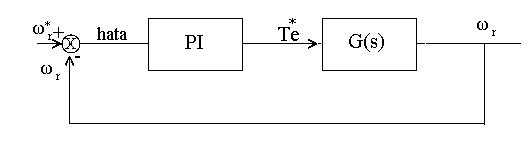 ω*r + hata PI Te* G(s) ωr
ωr -